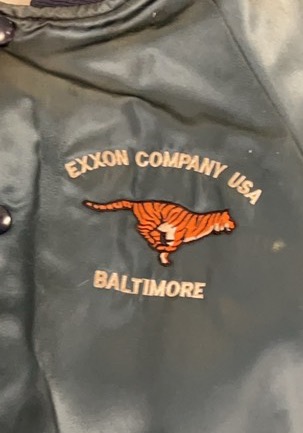 EXXON COMPANY USA
BALTIMORE